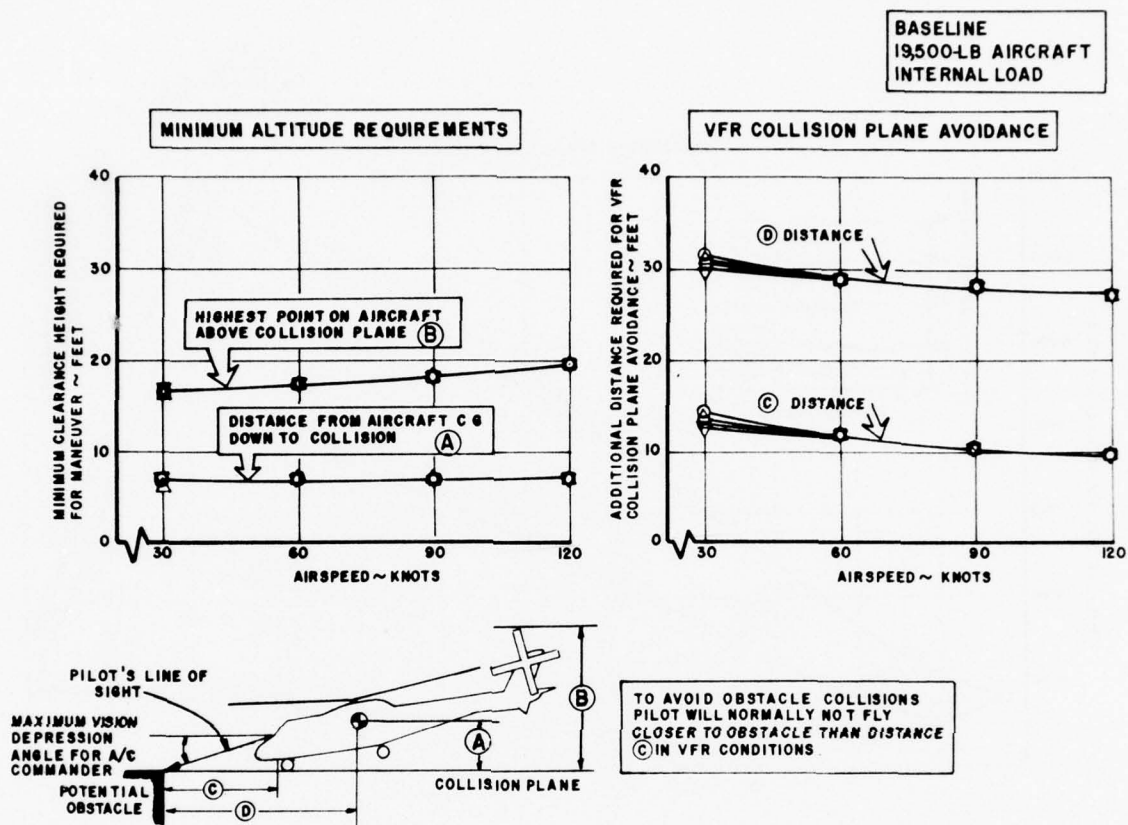 BASELINE
19,500-LB AIRCRAFT
INTERNAL LOAD
MINIMUM ALTITUDE REQUIREMENTS
MINIMUM CLEARANCE HEIGHT REQUIRED
FOR MANEUVER ~ FEET
40
30
20
10
0
HIGHEST POINT ON AIRCRAFT
ABOVE COLLISION PLANE B
DISTANCE FROM AIRCRAFT C G
DOWN TO COLLISION A
30 60 90 120
AIRSPEED ~ KNOTS
VFR COLLISION PLANE AVOIDANCE
ADDITIONAL DISTANCE REQUIRED FOR VFR
COLLISION PLANE AVOIDANCE ~ FEET
40
30
20
10
0
D DISTANCE
C DISTANCE
30 60 90 120
AIRSPEED ~ KNOTS
PILOT'S LINE OF
SIGHT
MAXIMUM VISION
DEPRESSION
ANGLE FOR A/C
COMMANDER
POTENTIAL
OBSTACLE
C
D
A
B
COLLISION PLANE
TO AVOID OBSTACLE COLLISIONS
PILOT WILL NORMALLY NOT FLY
CLOSER TO OBSTACLE THAN DISTANCE
C IN VFR CONDITIONS.